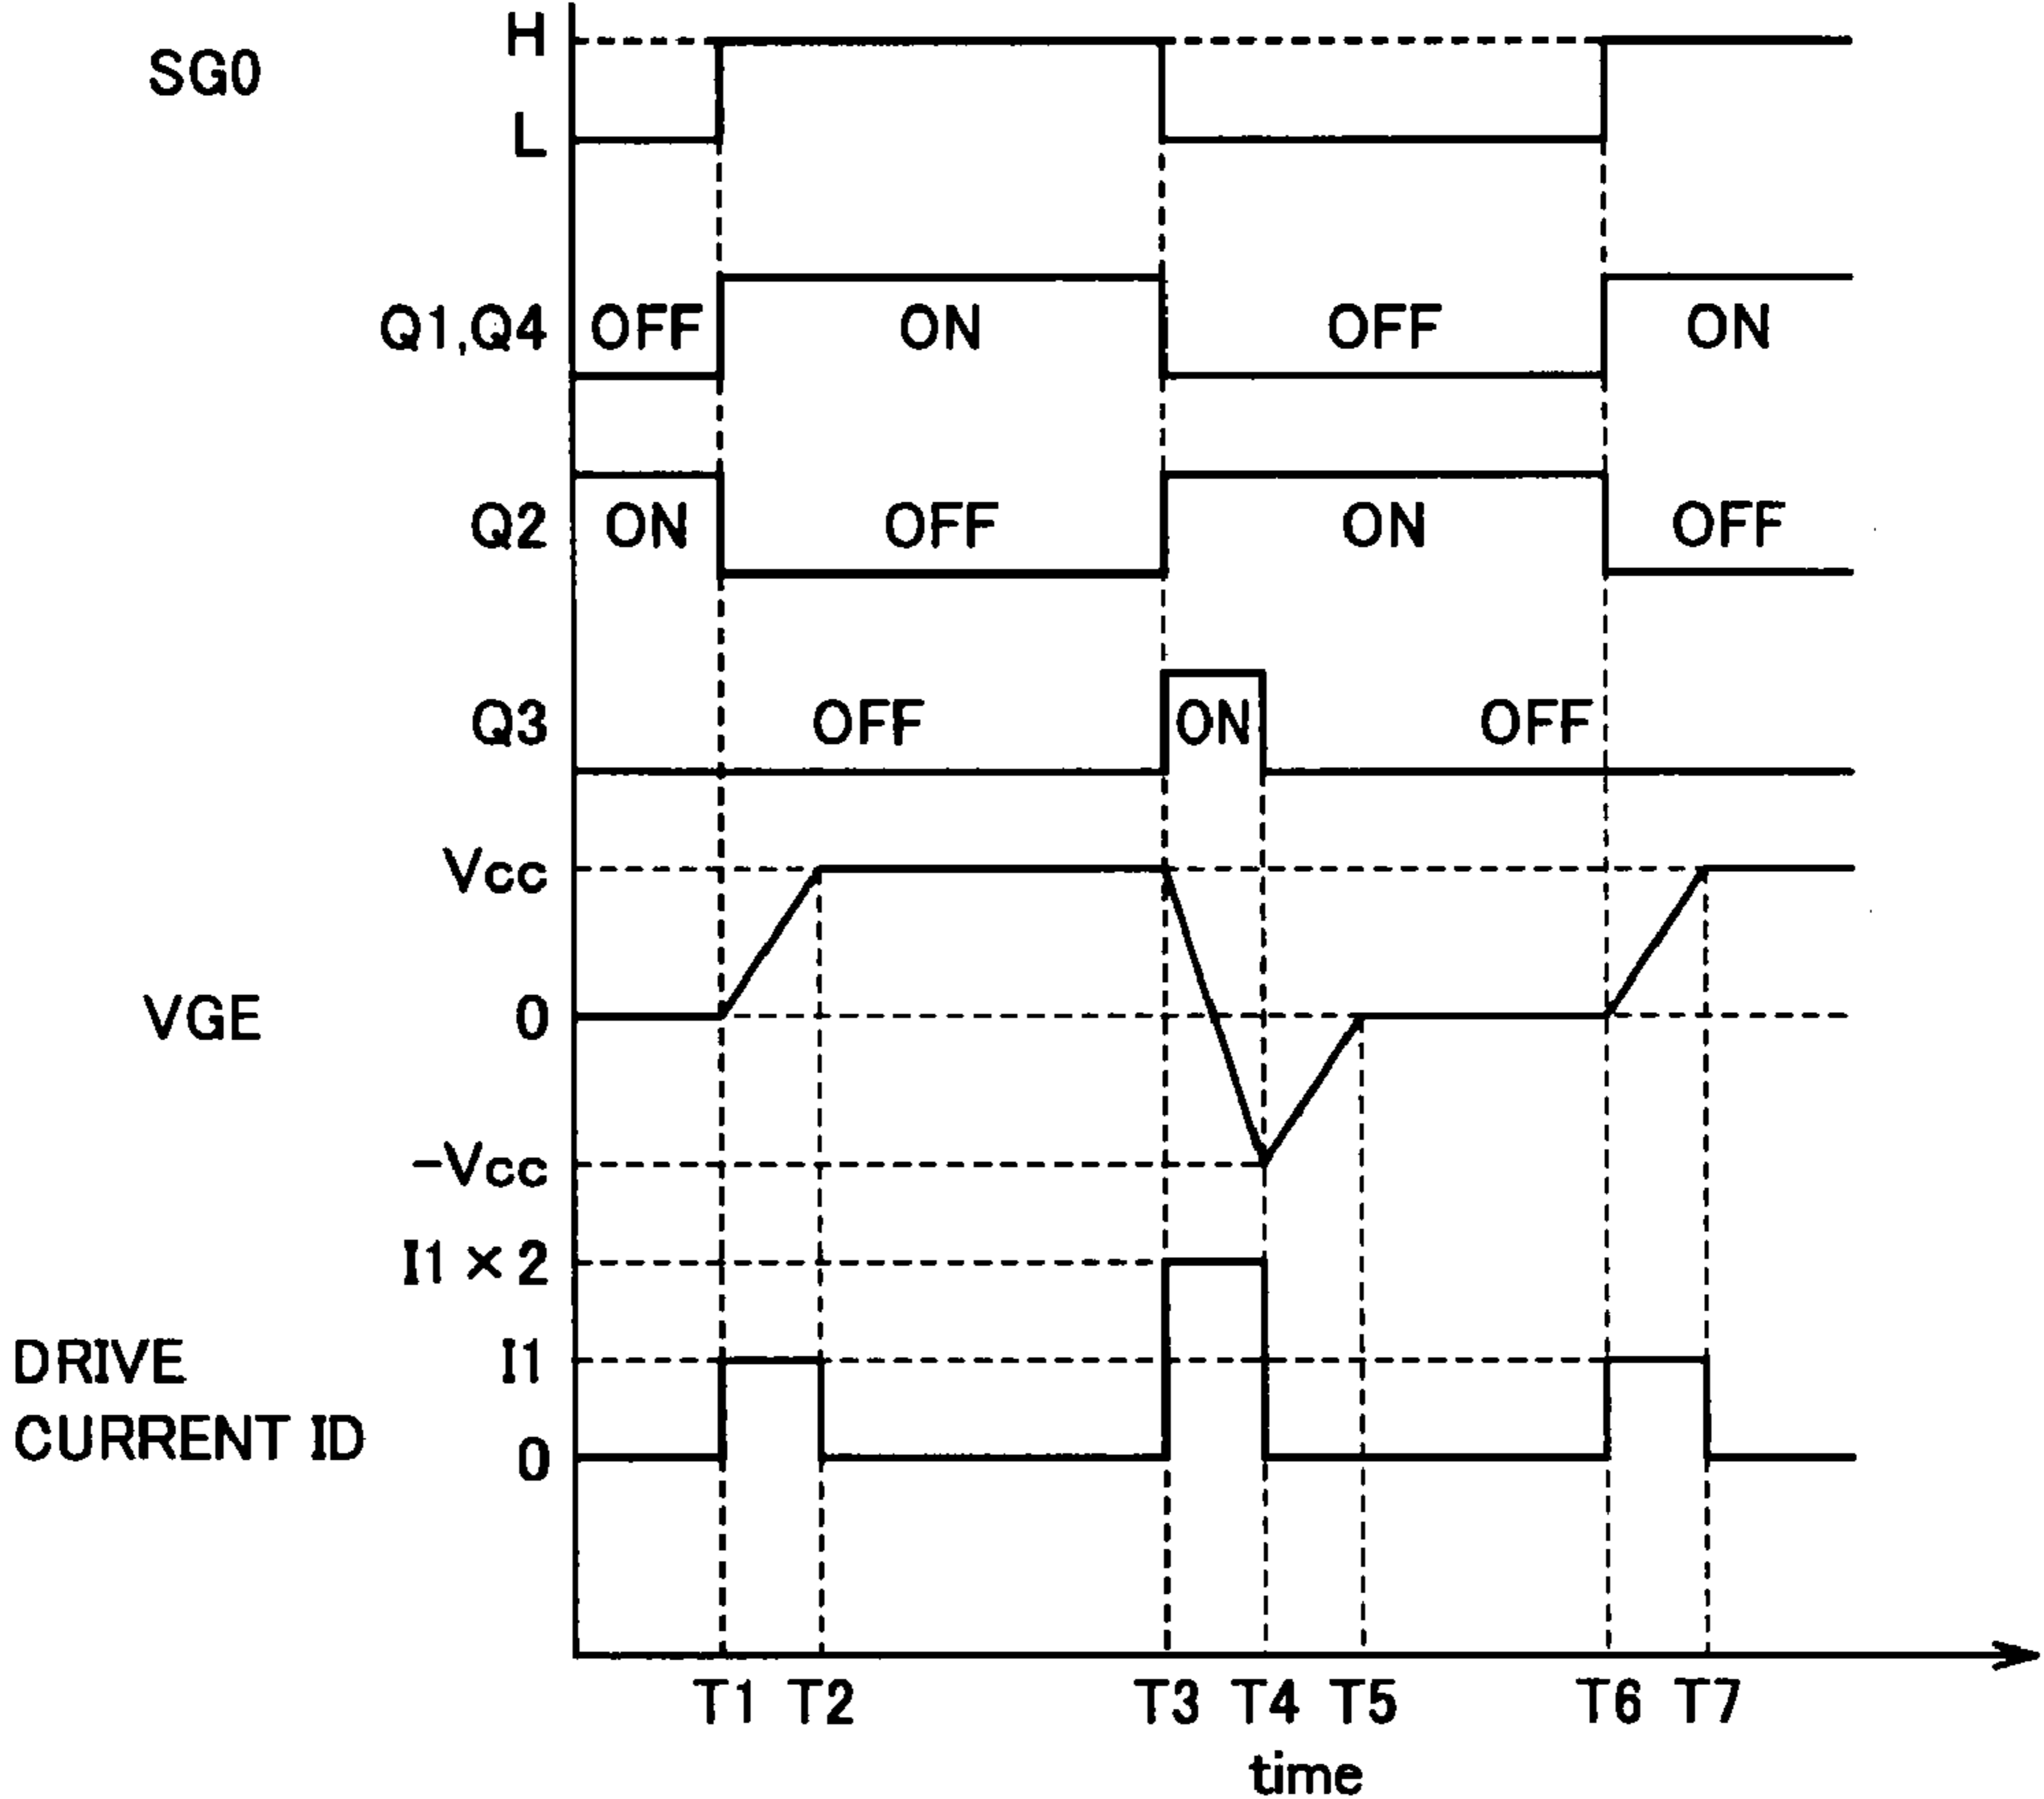 SG0
H
L
Q1,Q4
OFF
ON
OFF
ON
Q2
ON
OFF
ON
OFF
Q3
OFF
ON
OFF
VGE
Vcc
0
-Vcc
DRIVE
CURRENT ID
I1 × 2
I1
0
T1 T2 T3 T4 T5 T6 T7
time